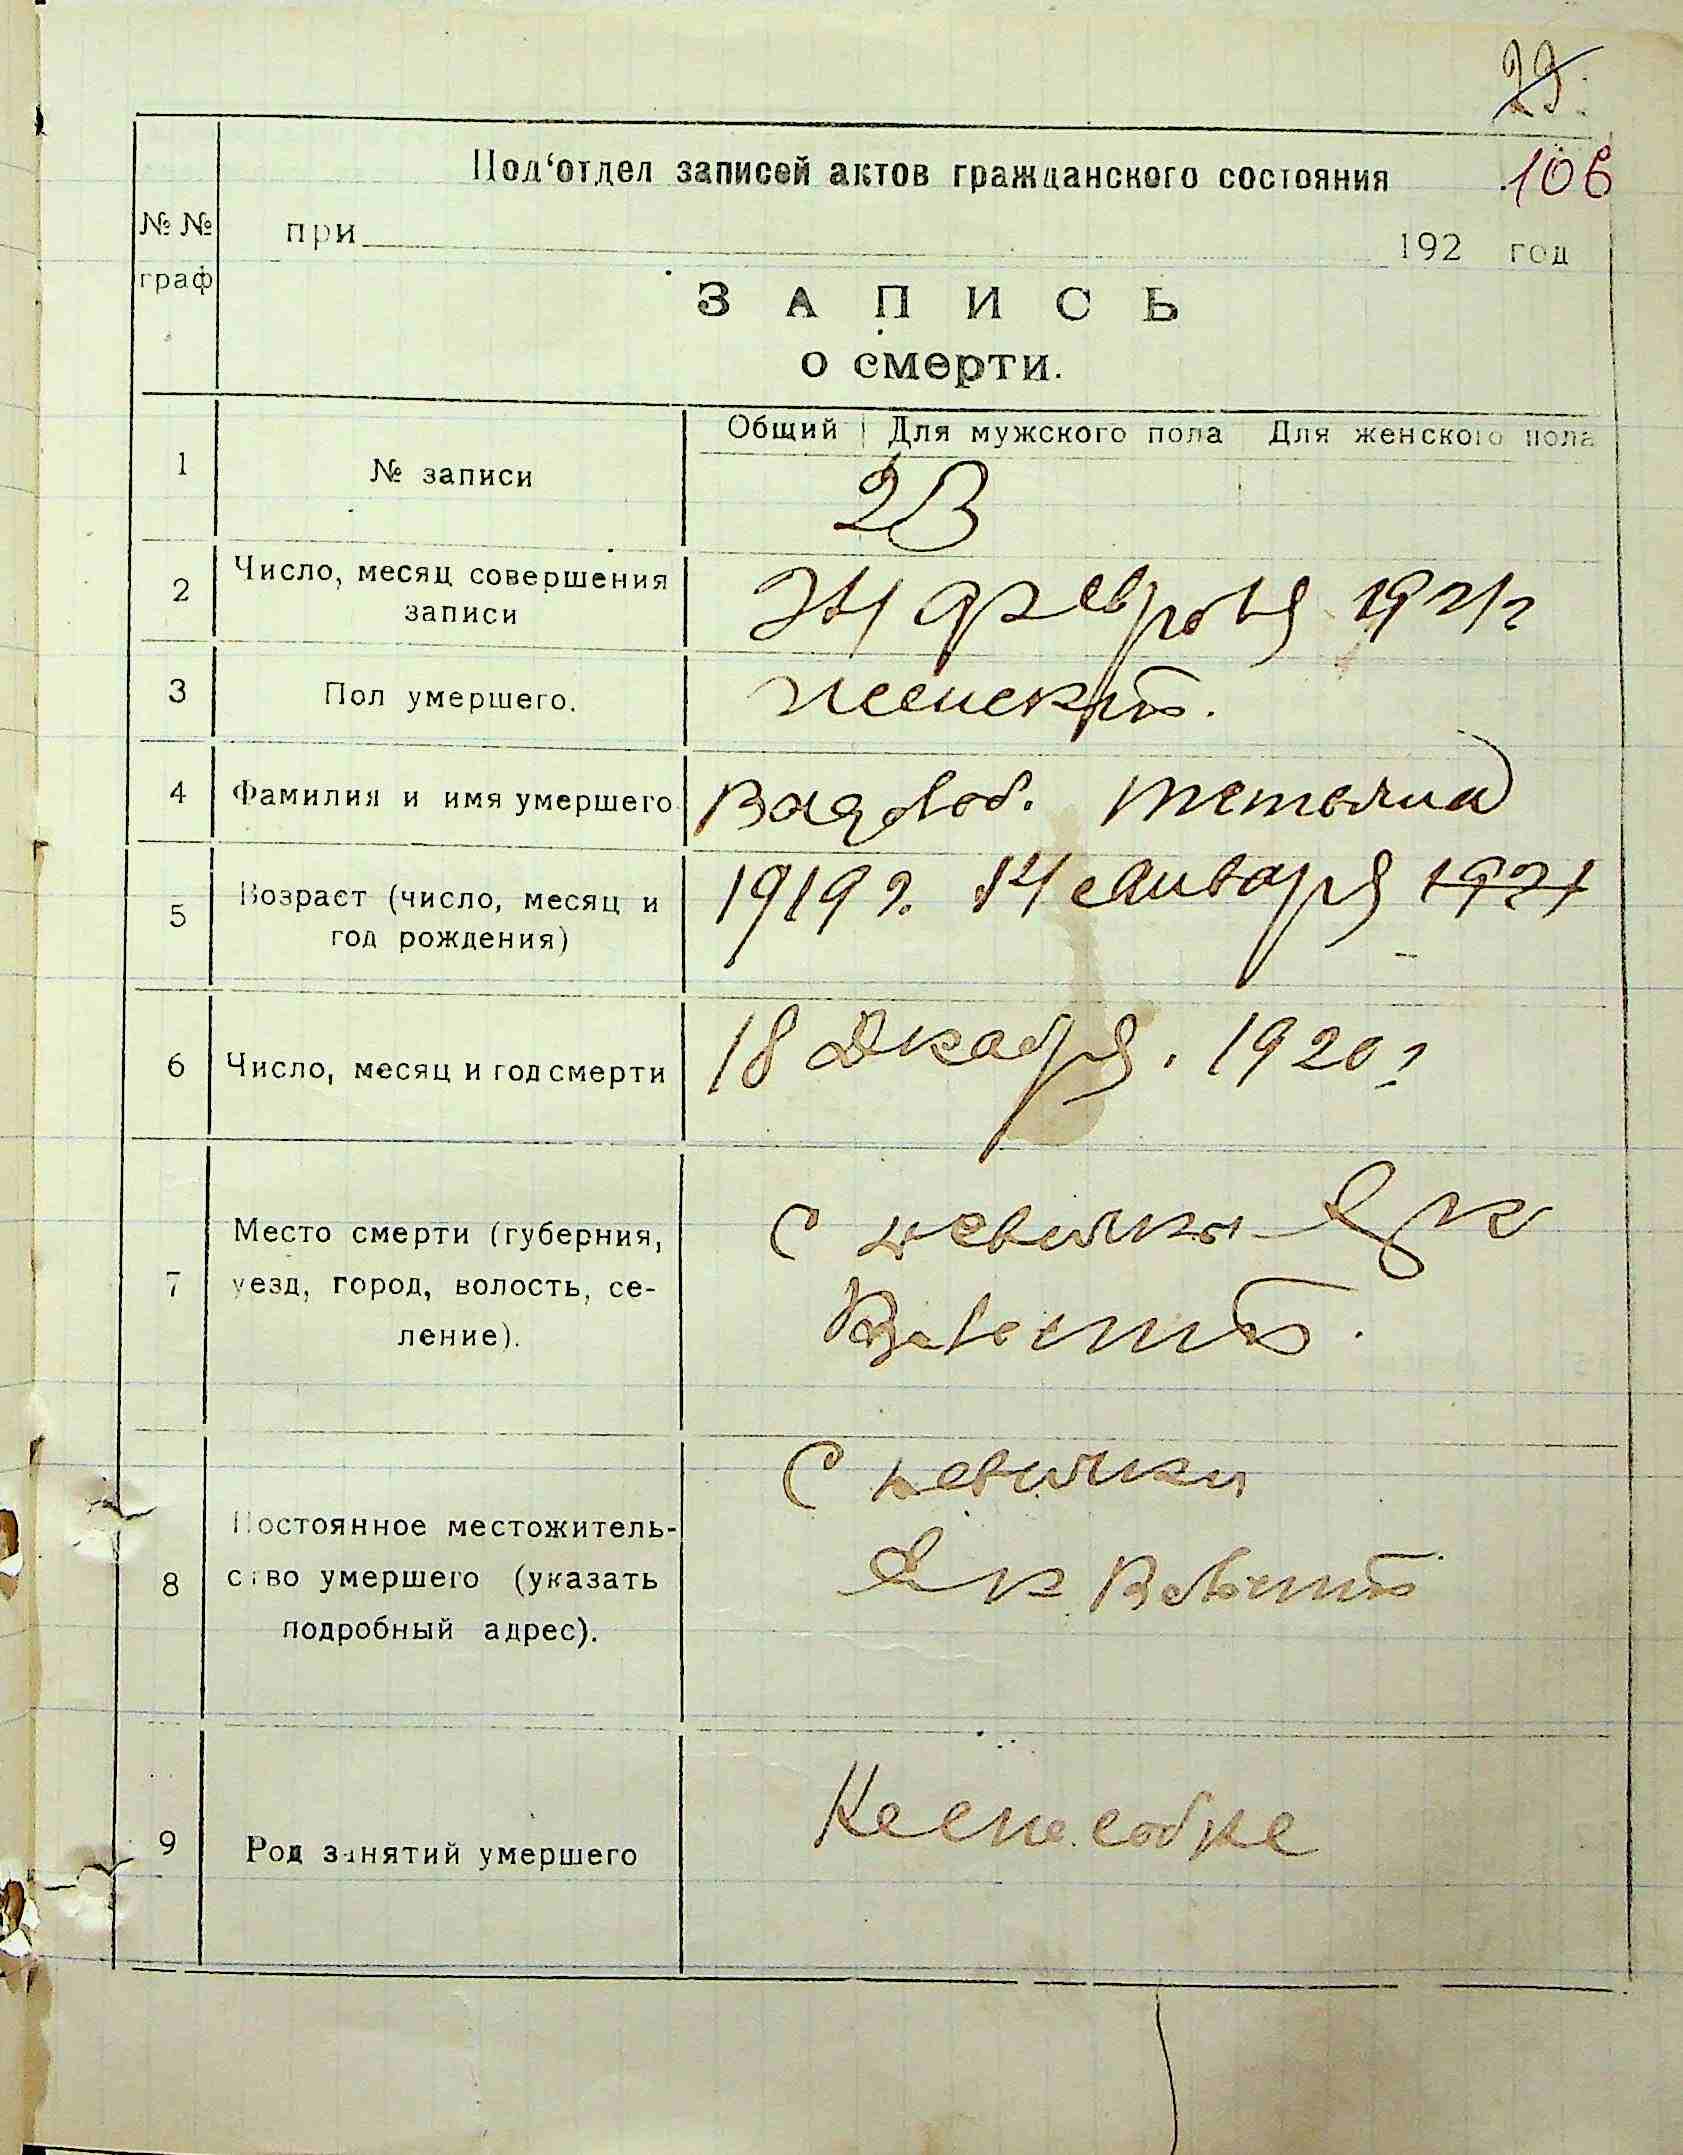 29.
106
Под‘отдел записей актов гражданского состояния
№ № граф
при 192 год
ЗАПИСЬ
о смерти.
Общий Для мужского пола Для женского пола
1 № записи 23
2 Число, месяц совершения
записи
февроля 1921 г
3 Пол умершего. женскит.
4 Фамилия и имя умершего
5 Возраст (число, месяц и
год рождения)
1919 г. 14 января 1921
6 Число, месяц и год смерти 18 Декабря. 1920 г
7 Место смерти (губерния,
уезд, город, волость, се-
ление).
С
8 Постоянное местожитель-
ство умершего (указать
подробный адрес).
С
9 Род занятий умершего